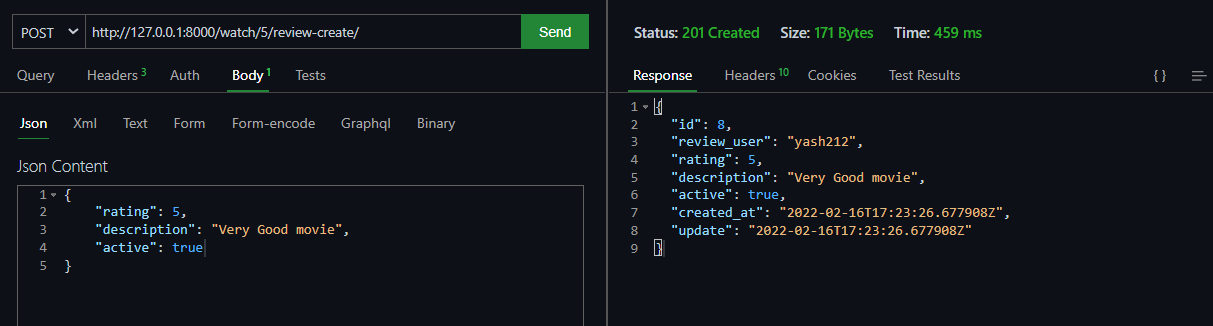 POST http://127.0.0.1:8000/watch/5/review-create/ Send
Query Headers 3 Auth Body 1 Tests
Json Xml Text Form Form-encode Graphql Binary
Json Content
1 {
2 "rating": 5,
3 "description": "Very Good movie",
4 "active": true
5 }
Status: 201 Created Size: 171 Bytes Time: 459 ms
Response Headers 10 Cookies Test Results { }
1 {
2 "id": 8,
3 "review_user": "yash212",
4 "rating": 5,
5 "description": "Very Good movie",
6 "active": true,
7 "created_at": "2022-02-16T17:23:26.677908Z",
8 "update": "2022-02-16T17:23:26.677908Z"
9 }